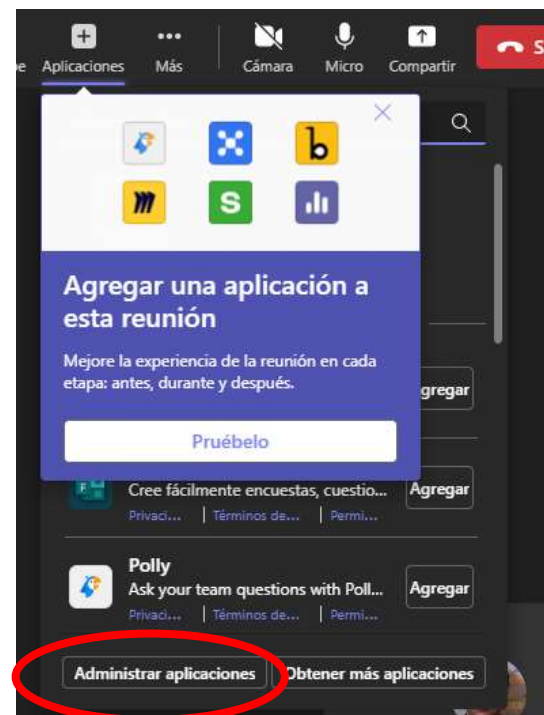 Aplicaciones Más Cámara Micro Compartir
Agregar una aplicación a
esta reunión
Mejore la experiencia de la reunión en cada
etapa: antes, durante y después.
Pruébelo
gregar
Cree fácilmente encuestas, cuestio...
Agregar
Privaci... | Términos de... | Permi...
Polly
Ask your team questions with Poll...
Agregar
Privaci... | Términos de... | Permi...
Administrar aplicaciones
Obtener más aplicaciones